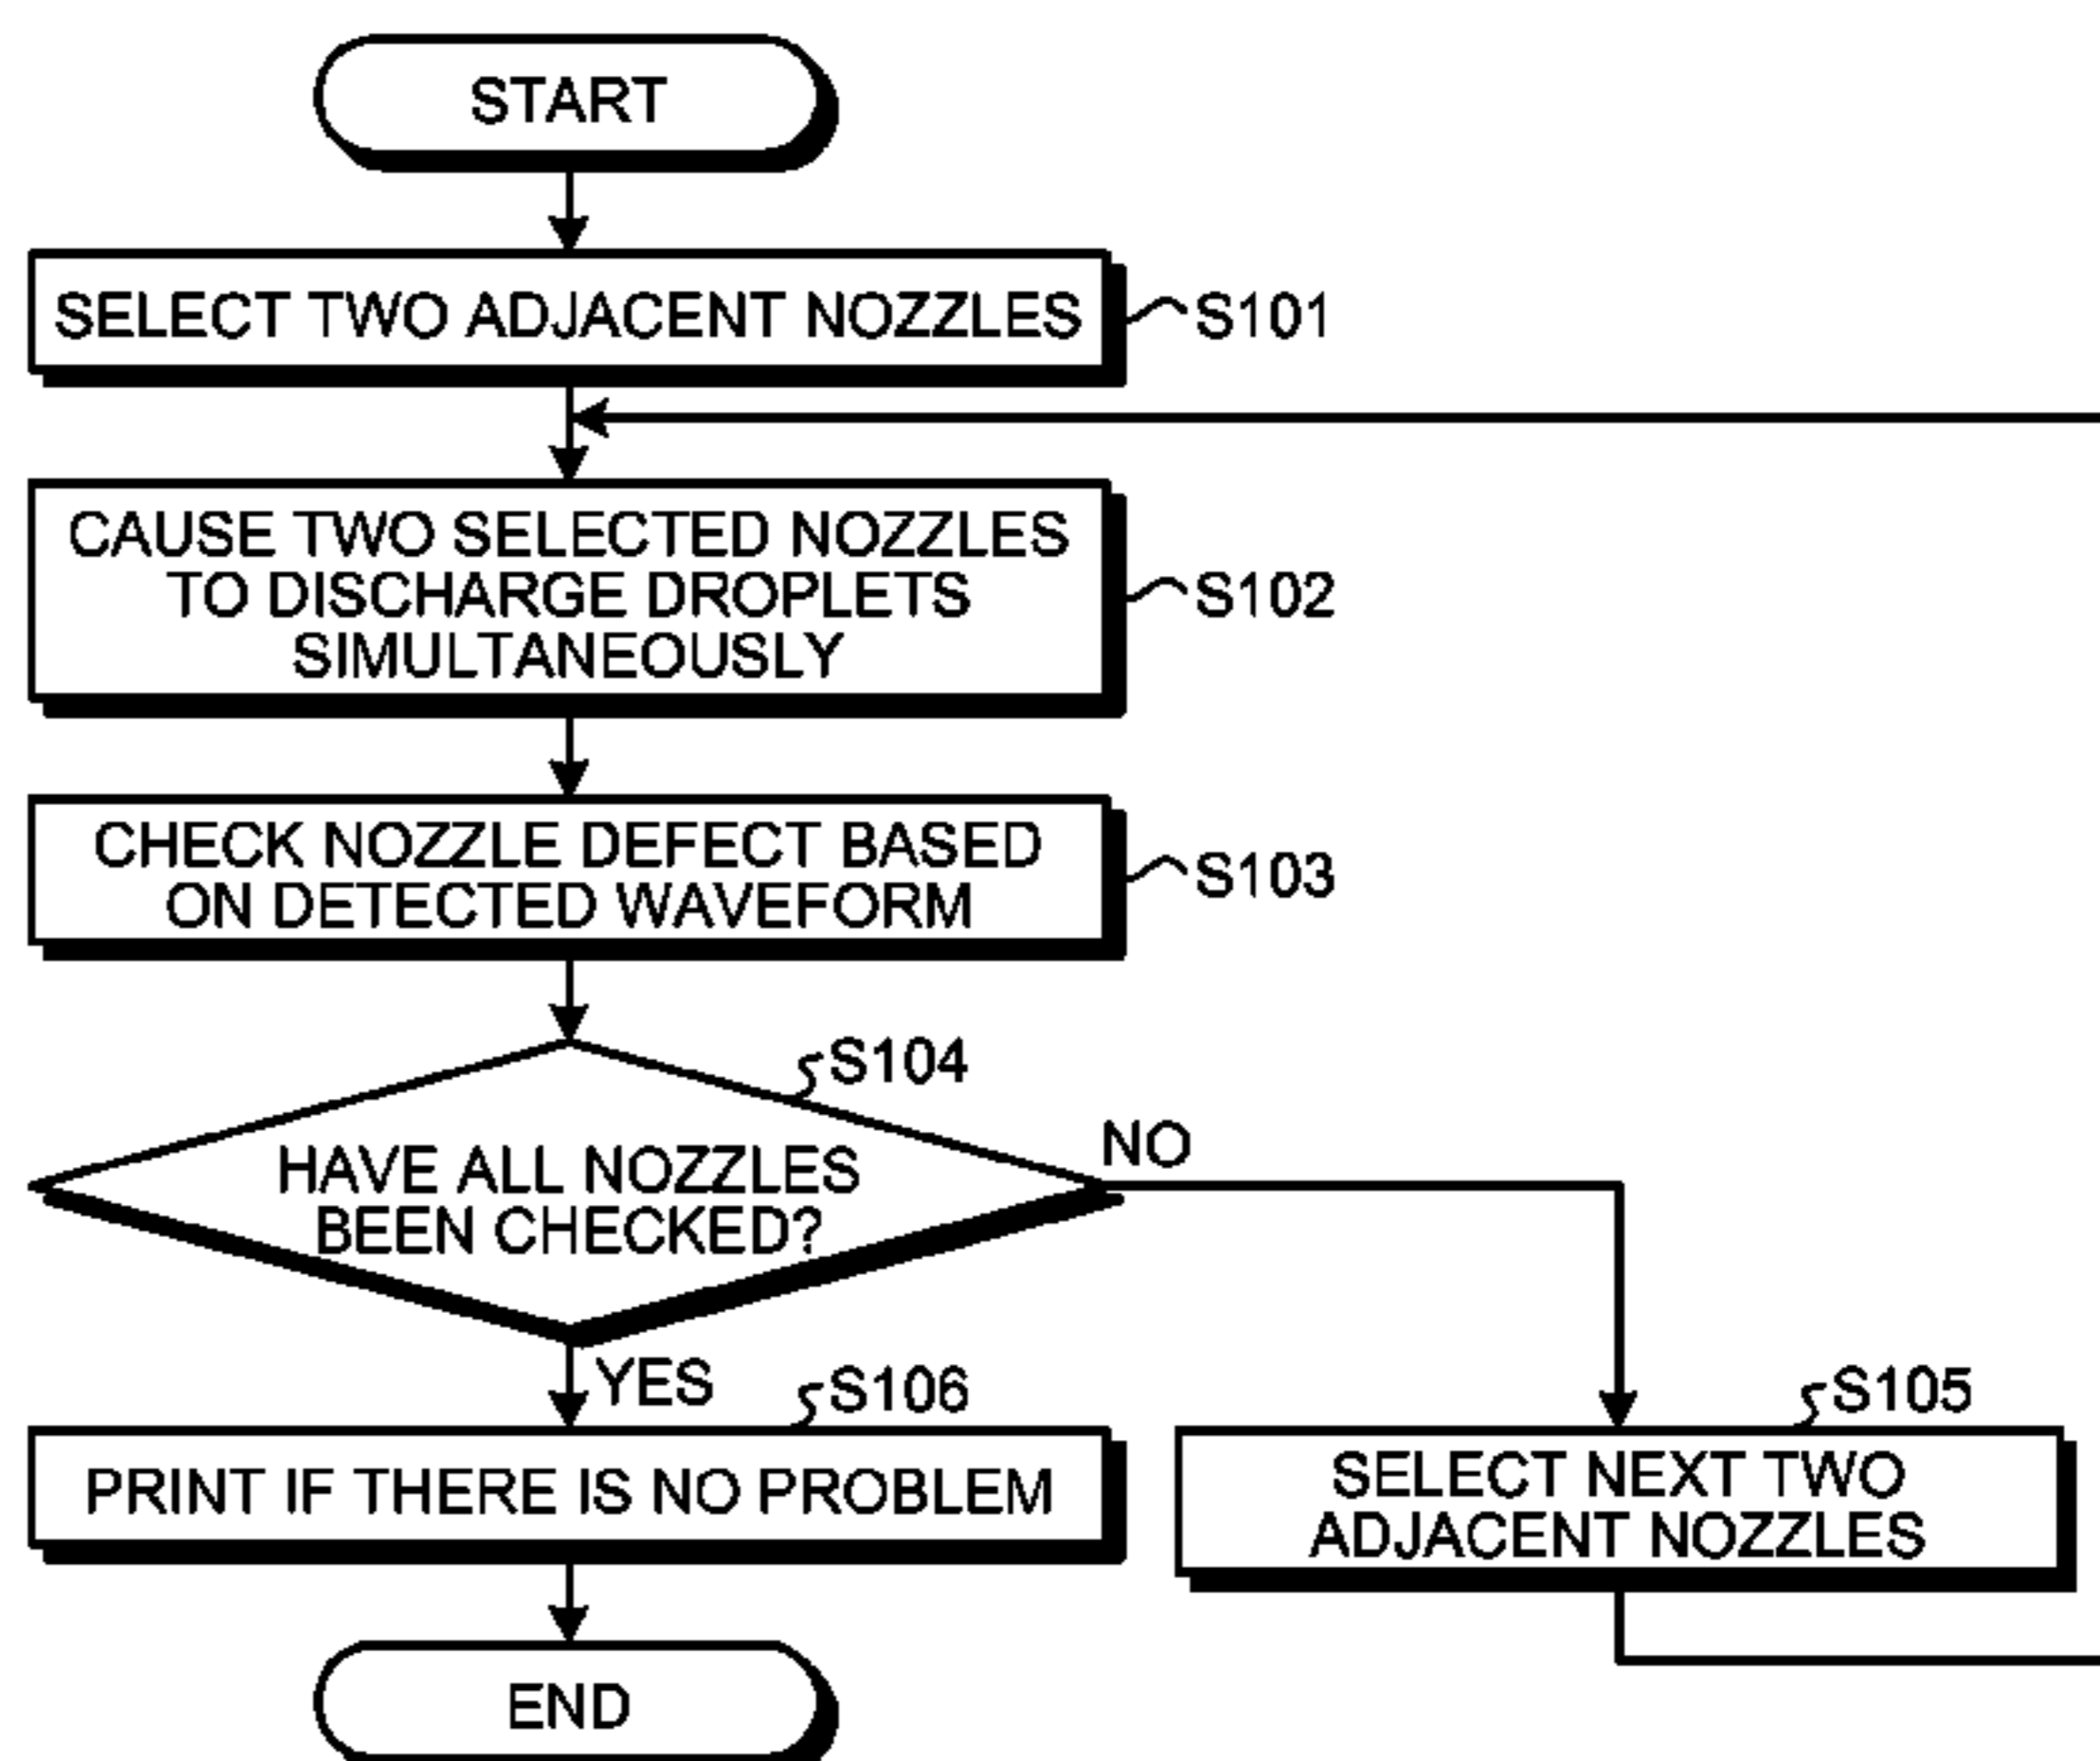 START
SELECT TWO ADJACENT NOZZLES
S101
CAUSE TWO SELECTED NOZZLES
TO DISCHARGE DROPLETS
SIMULTANEOUSLY
S102
CHECK NOZZLE DEFECT BASED
ON DETECTED WAVEFORM
S103
S104
HAVE ALL NOZZLES
BEEN CHECKED?
NO
YES
S106
PRINT IF THERE IS NO PROBLEM
S105
SELECT NEXT TWO
ADJACENT NOZZLES
END